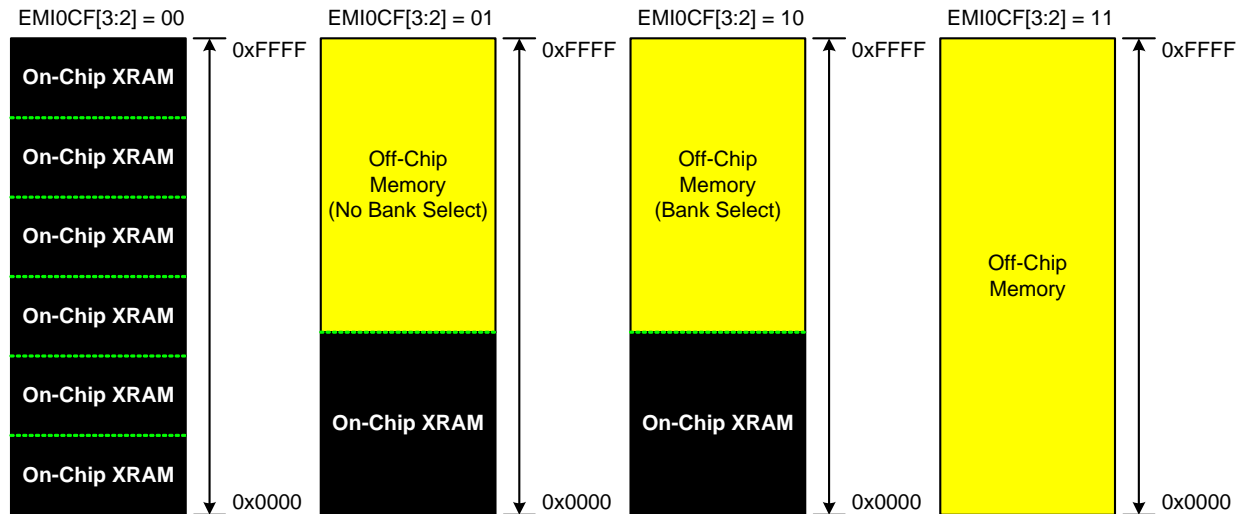 EMI0CF[3:2] = 00
On-Chip XRAM
On-Chip XRAM
On-Chip XRAM
On-Chip XRAM
On-Chip XRAM
On-Chip XRAM
0xFFFF
0x0000
EMI0CF[3:2] = 01
Off-Chip
Memory
(No Bank Select)
On-Chip XRAM
0xFFFF
0x0000
EMI0CF[3:2] = 10
Off-Chip
Memory
(Bank Select)
On-Chip XRAM
0xFFFF
0x0000
EMI0CF[3:2] = 11
Off-Chip
Memory
0xFFFF
0x0000